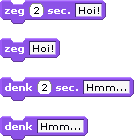 zeg 2 sec. Hoi!
zeg Hoi!
denk 2 sec. Hmm...
denk Hmm...